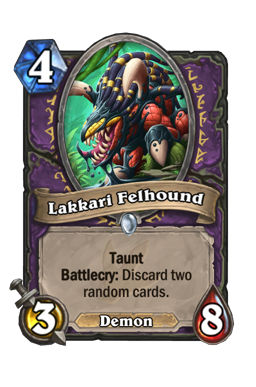 4
Lakkari Felhound
Taunt
Battlecry: Discard two
random cards.
3
Demon
8